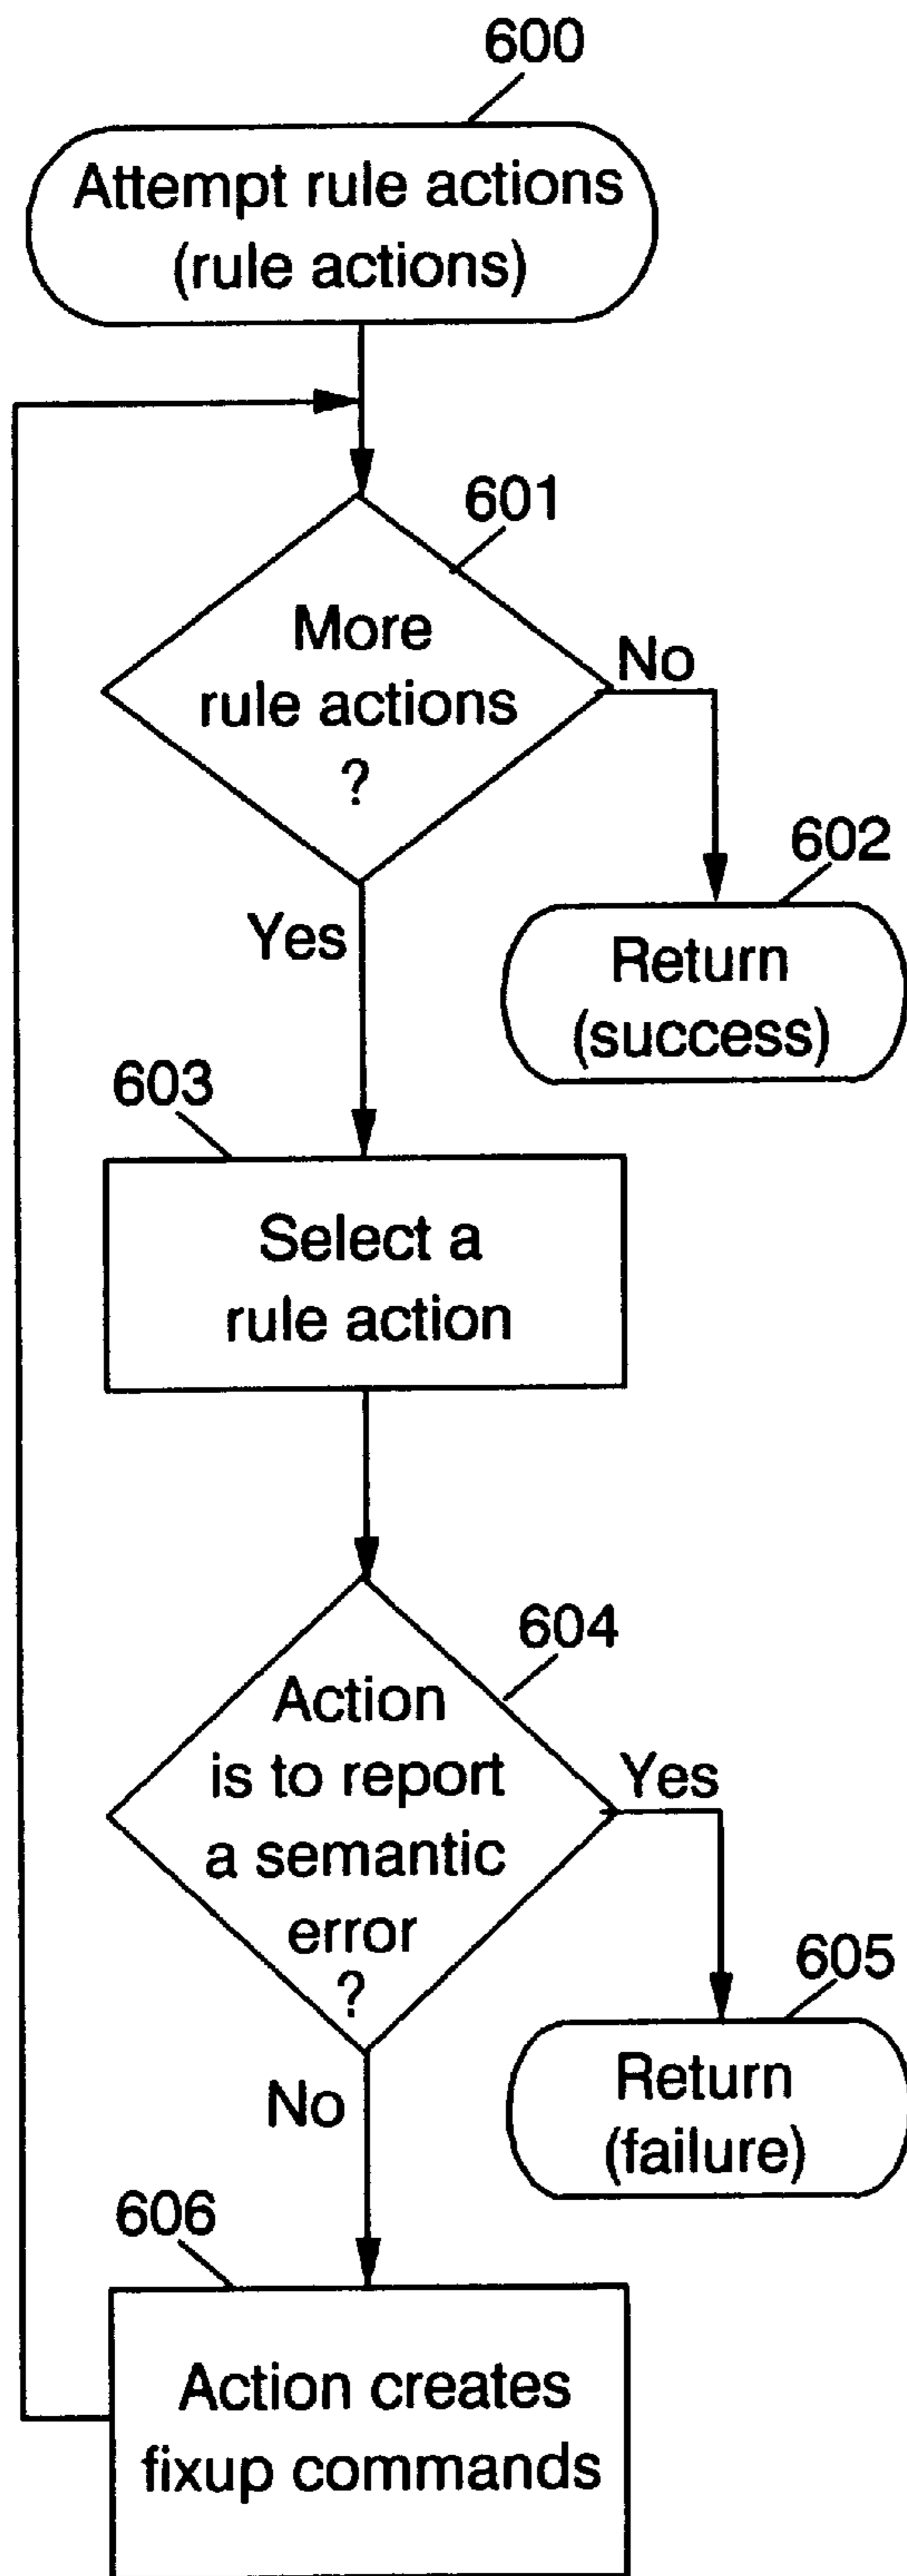 600
Attempt rule actions
(rule actions)
601
More
rule actions
?
No
602
Return
(success)
Yes
603
Select a
rule action
604
Action
is to report
a semantic
error
?
Yes
605
Return
(failure)
No
606
Action creates
fixup commands